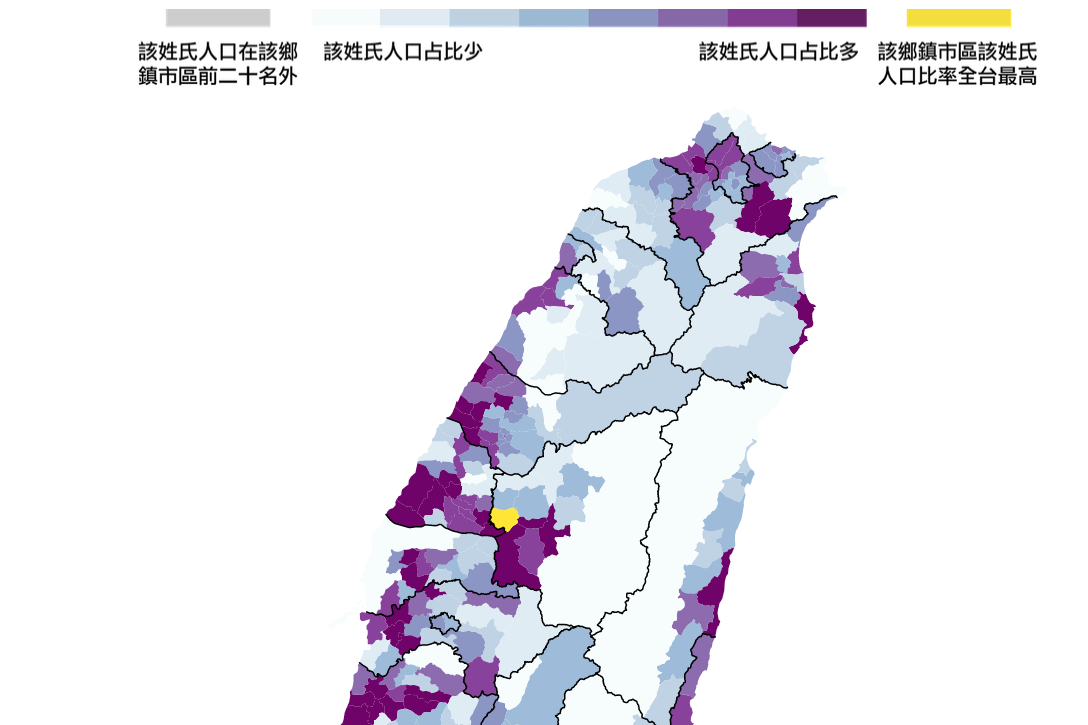 該姓氏人口在該鄉
鎮市區前二十名外
該姓氏人口占比少
該姓氏人口占比多
該鄉鎮市區該姓氏
人口比率全台最高